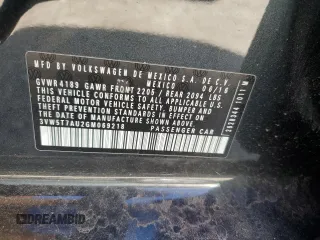 MFD BY VOLKSWAGEN DE MEXICO S.A. DE C.V.
MEXICO 06/16
GVWR 4189 GAWR FRONT 2205 / REAR 2094 LBS
THIS VEHICLE CONFORMS TO ALL APPLICABLE
FEDERAL MOTOR VEHICLE SAFETY, BUMPER AND
THEFT PREVENTION STANDARDS IN EFFECT ON
THE DATE OF MANUFACTURE SHOWN ABOVE
3VW5T7AU2GM069218 PASSENGER CAR
DREAMBID